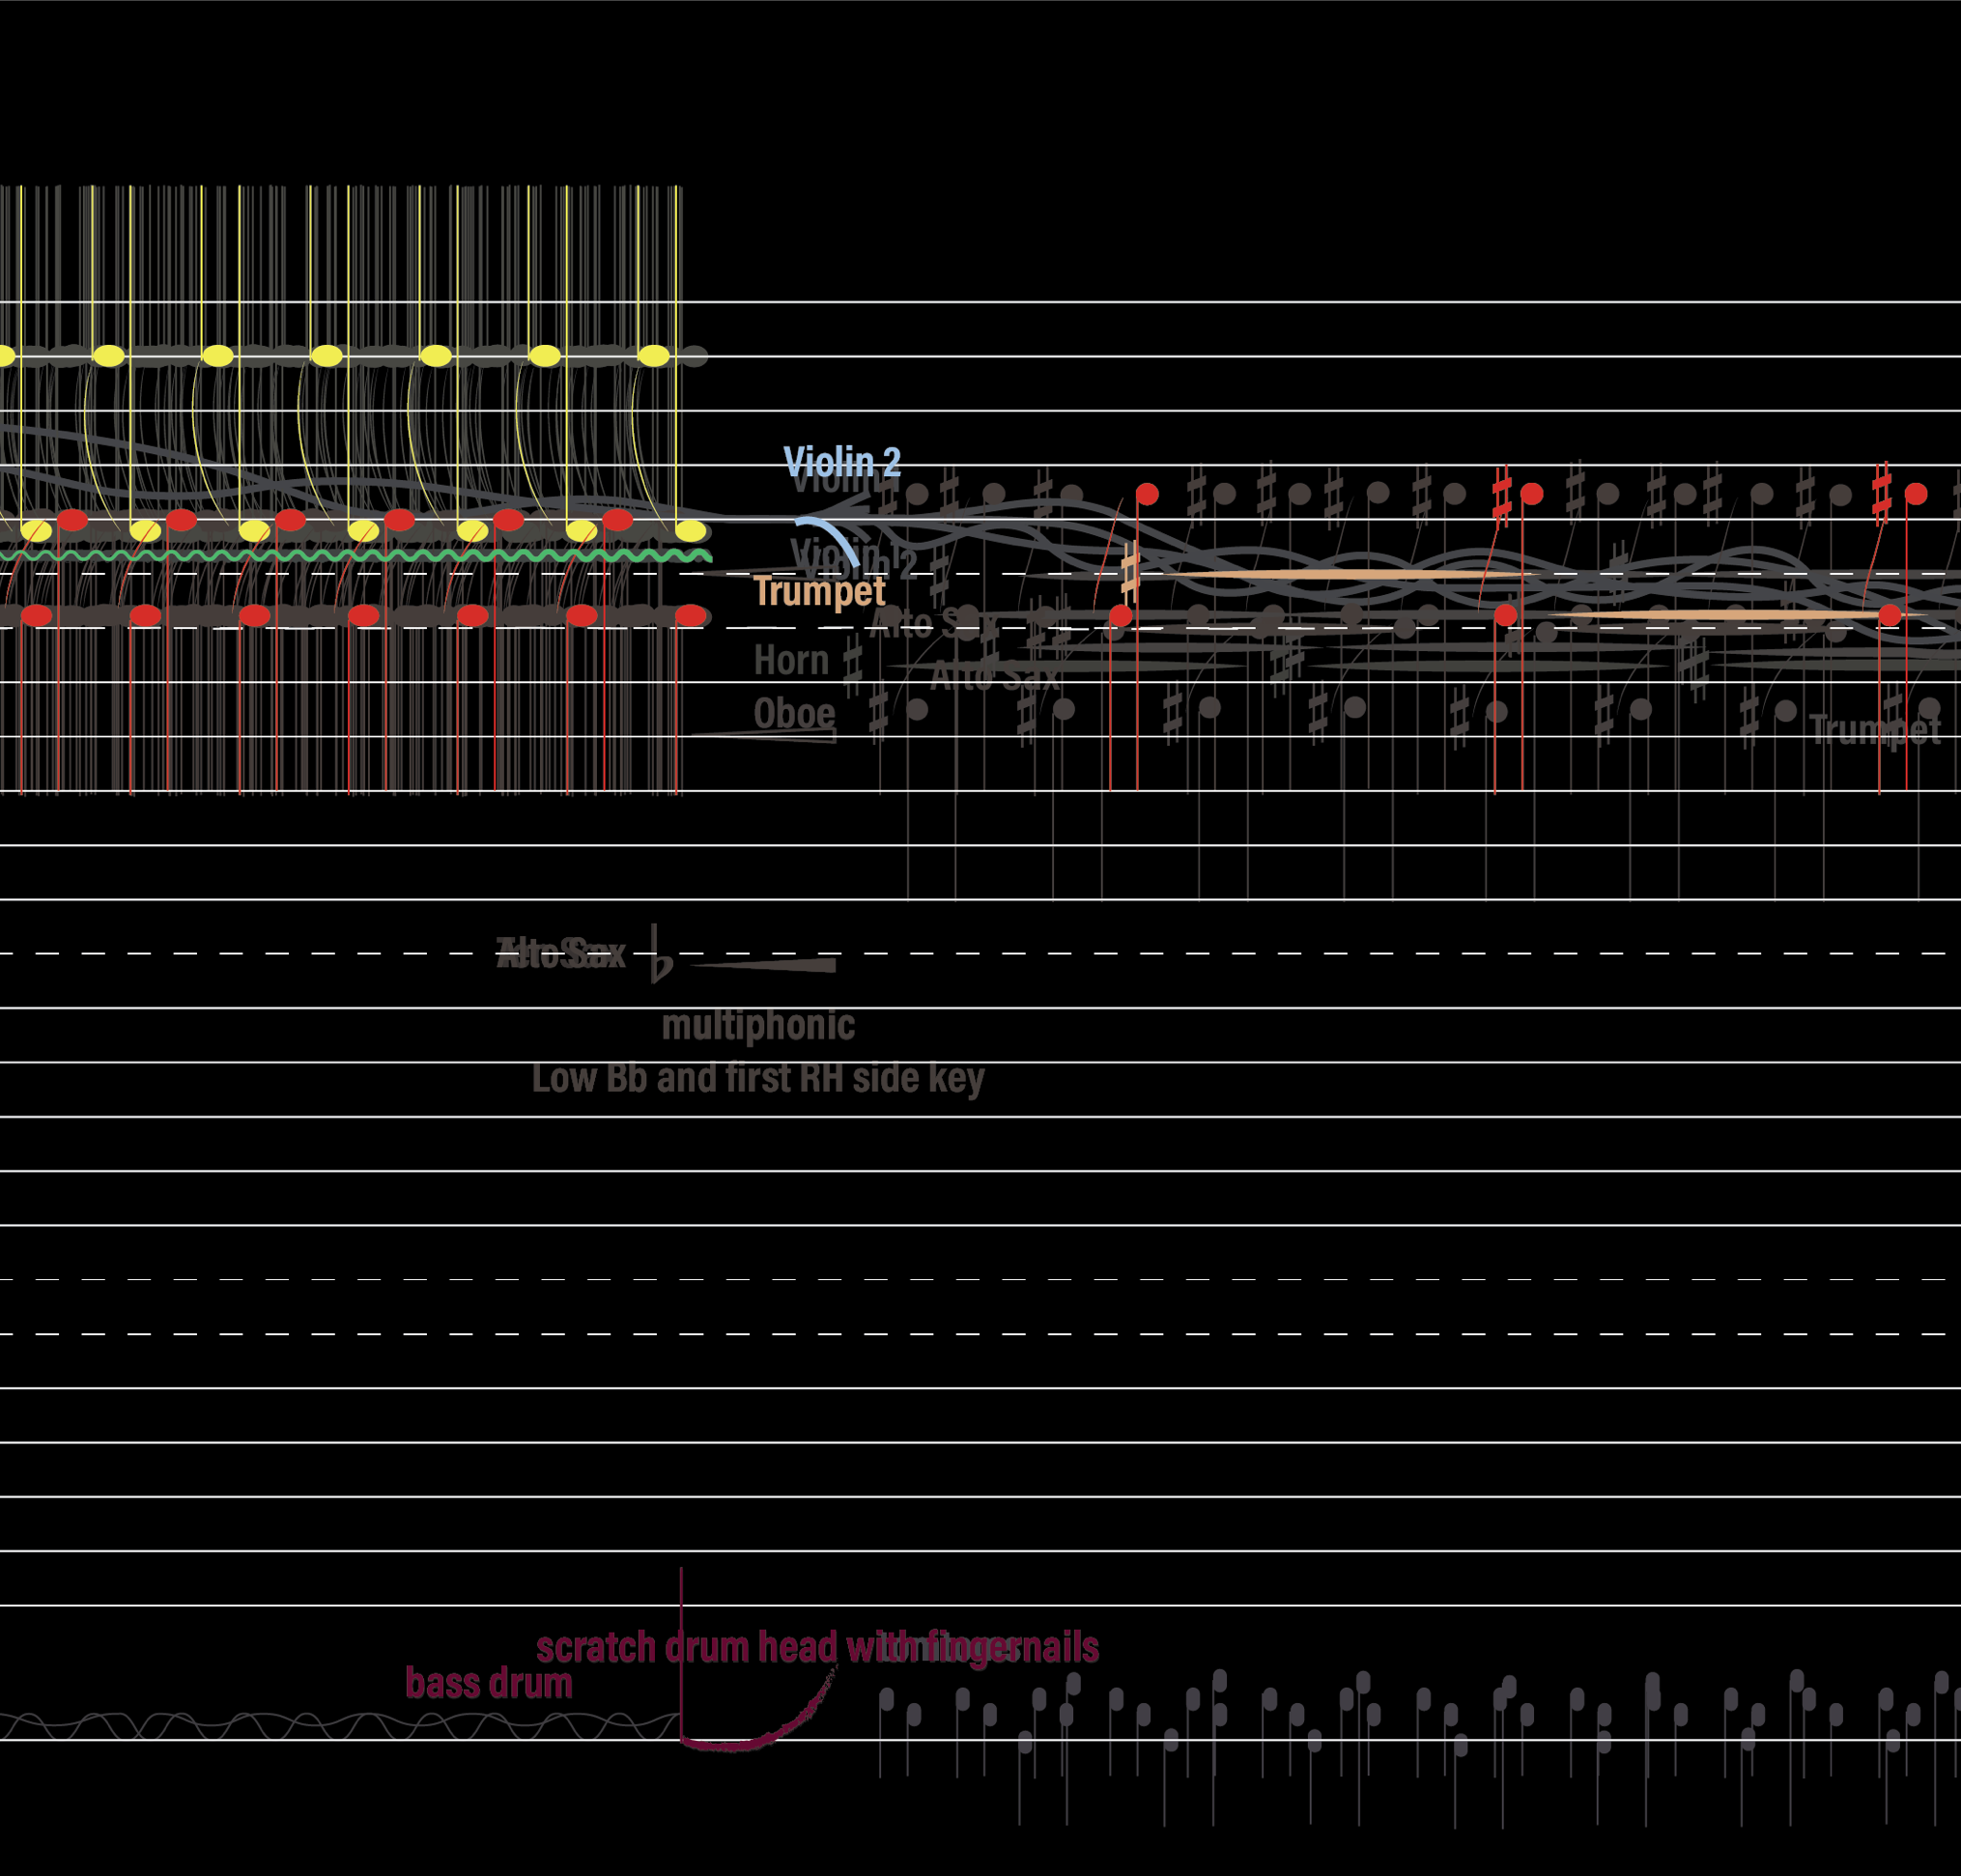 Violin 2
Violin
Violin 2
Trumpet
Alto Sax
Horn
Alto Sax
Oboe
Trumpet
Alto Sax
multiphonic
Low Bb and first RH side key
scratch drum head with fingernails
bass drum